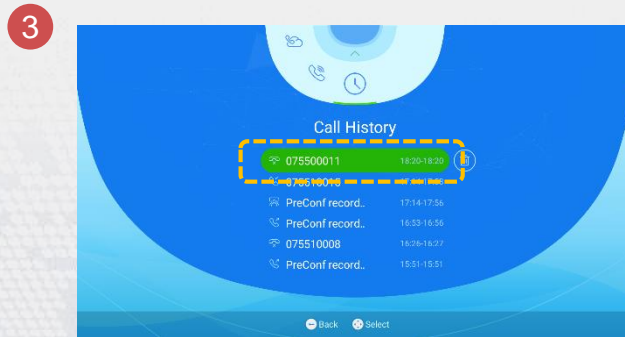 3
Call History
075500011 18:20-18:20
PreConf record.. 17:14-17:56
PreConf record.. 16:53-16:56
075510008 16:26-16:27
PreConf record.. 15:51-15:51
Back Select